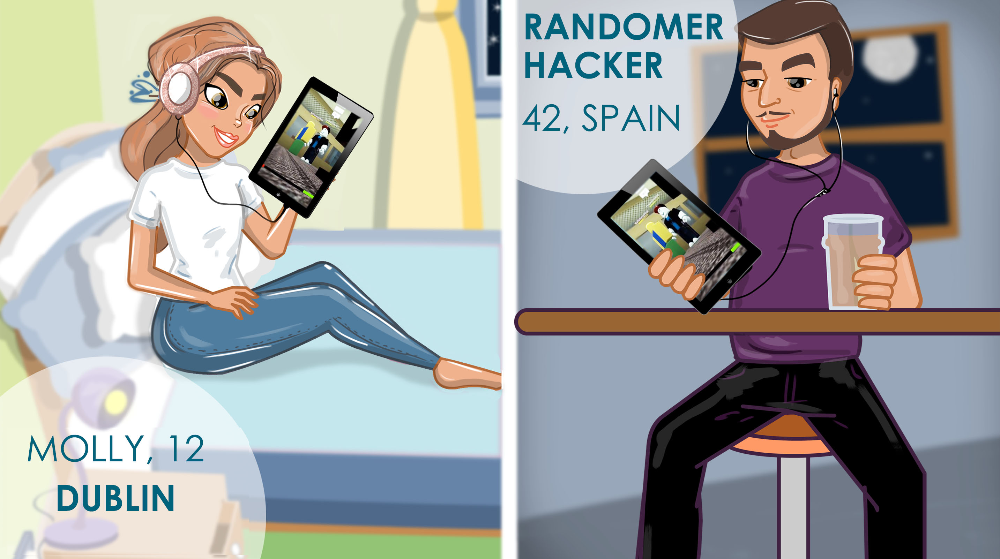 MOLLY, 12
DUBLIN
RANDOMER
HACKER
42, SPAIN